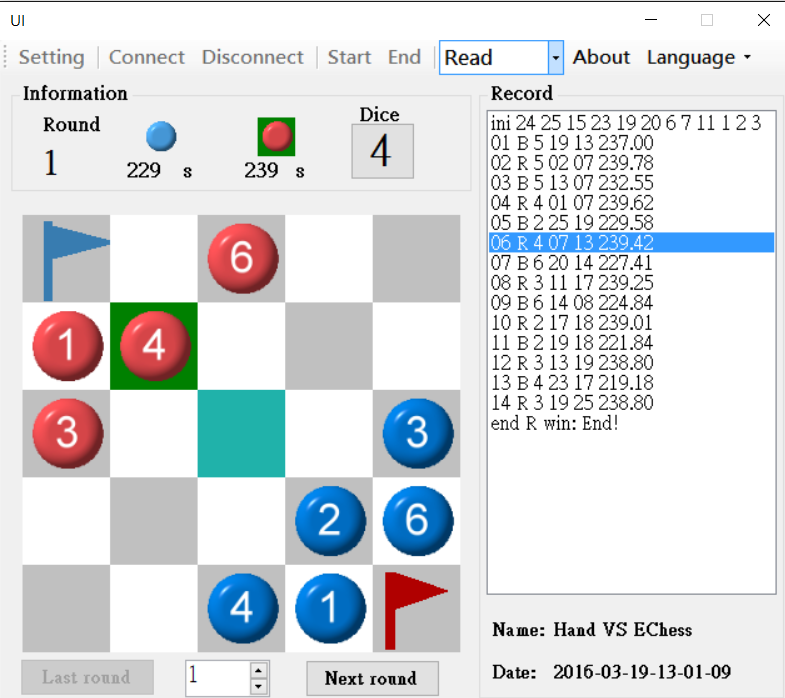 UI
Setting Connect Disconnect Start End Read About Language
Information
Round
1
229 s
239 s
Dice
4
6
1 4
3 3
2 6
4 1
Last round 1 Next round
Record
ini 24 25 15 23 19 20 6 7 11 1 2 3
01 B 5 19 13 237.00
02 R 5 02 07 239.78
03 B 5 13 07 232.55
04 R 4 01 07 239.62
05 B 2 25 19 229.58
06 R 4 07 13 239.42
07 B 6 20 14 227.41
08 R 3 11 17 239.25
09 B 6 14 08 224.84
10 R 2 17 18 239.01
11 B 2 19 18 221.84
12 R 3 13 19 238.80
13 B 4 23 17 219.18
14 R 3 19 25 238.80
end R win: End!
Name: Hand VS EChess
Date: 2016-03-19-13-01-09